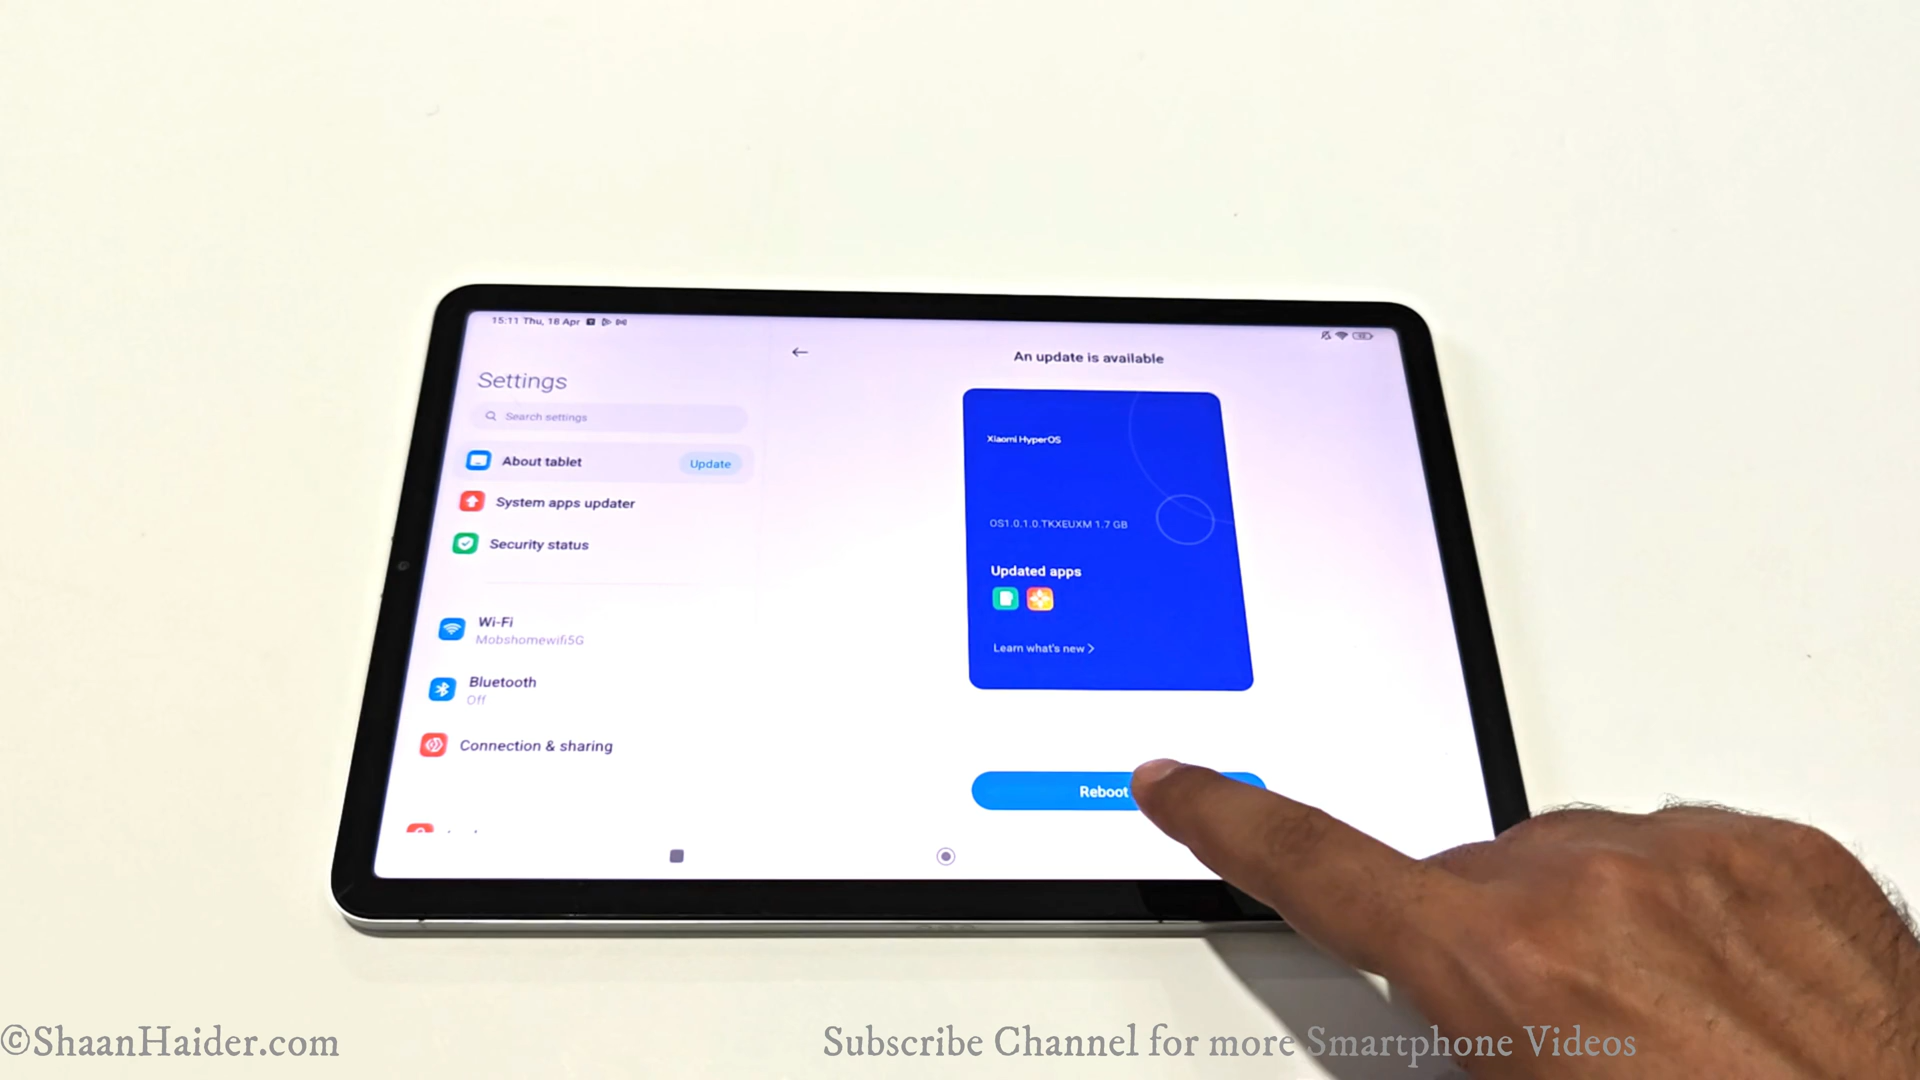 15:11 Thu, 18 Apr
Settings
Search settings
About tablet
Update
System apps updater
Security status
Wi-Fi
Mobshomewifi5G
Bluetooth
Off
Connection & sharing
An update is available
Xiaomi HyperOS
OS1.0.1.0.TKXEUXM 1.7 GB
Updated apps
Learn what's new >
Reboot
©ShaanHaider.com
Subscribe Channel for more Smartphone Videos